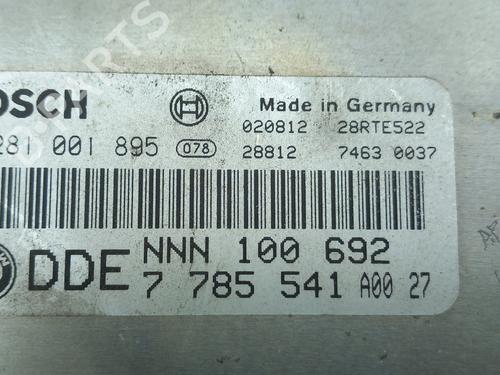 OSCH
Made in Germany
281 001 895 078
020812 28RTE522
28812 7463 0037
DDE NNN 100 692
7 785 541 A00 27